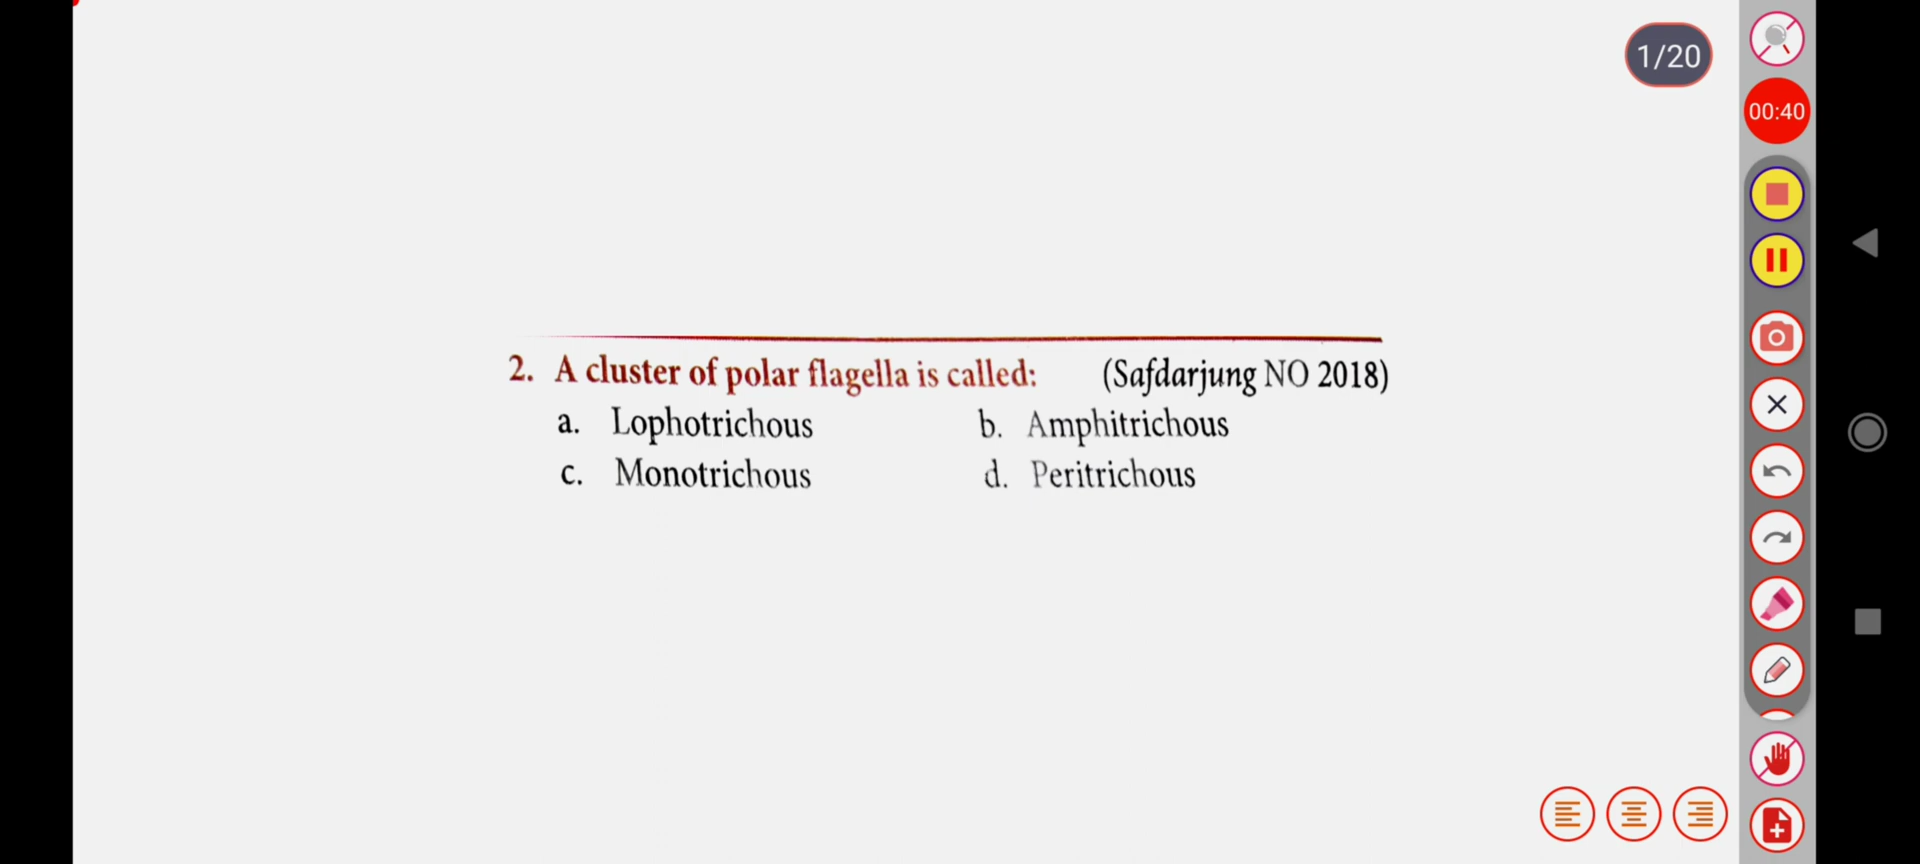 1/20
00:40
2. A cluster of polar flagella is called: (Safdarjung NO 2018)
a. Lophotrichous b. Amphitrichous
c. Monotrichous d. Peritrichous